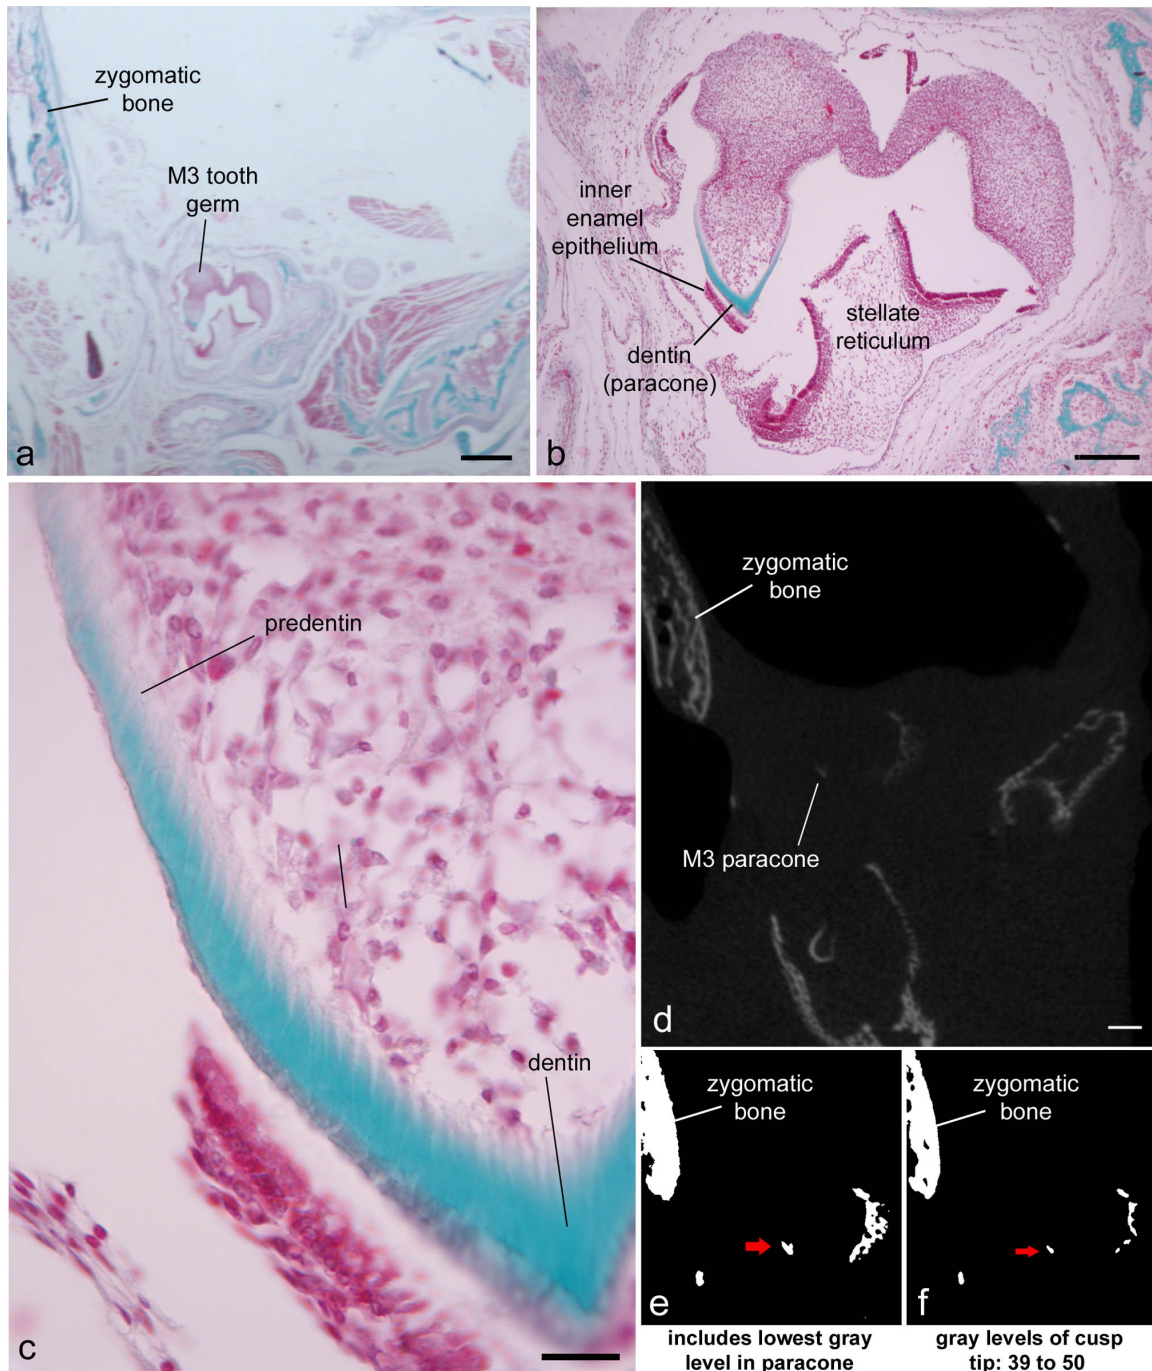 zygomatic
bone
M3 tooth
germ
a
inner
enamel
epithelium
dentin
(paracone)
stellate
reticulum
b
predentin
dentin
c
zygomatic
bone
M3 paracone
d
zygomatic
bone
e
includes lowest gray
level in paracone
zygomatic
bone
f
gray levels of cusp
tip: 39 to 50